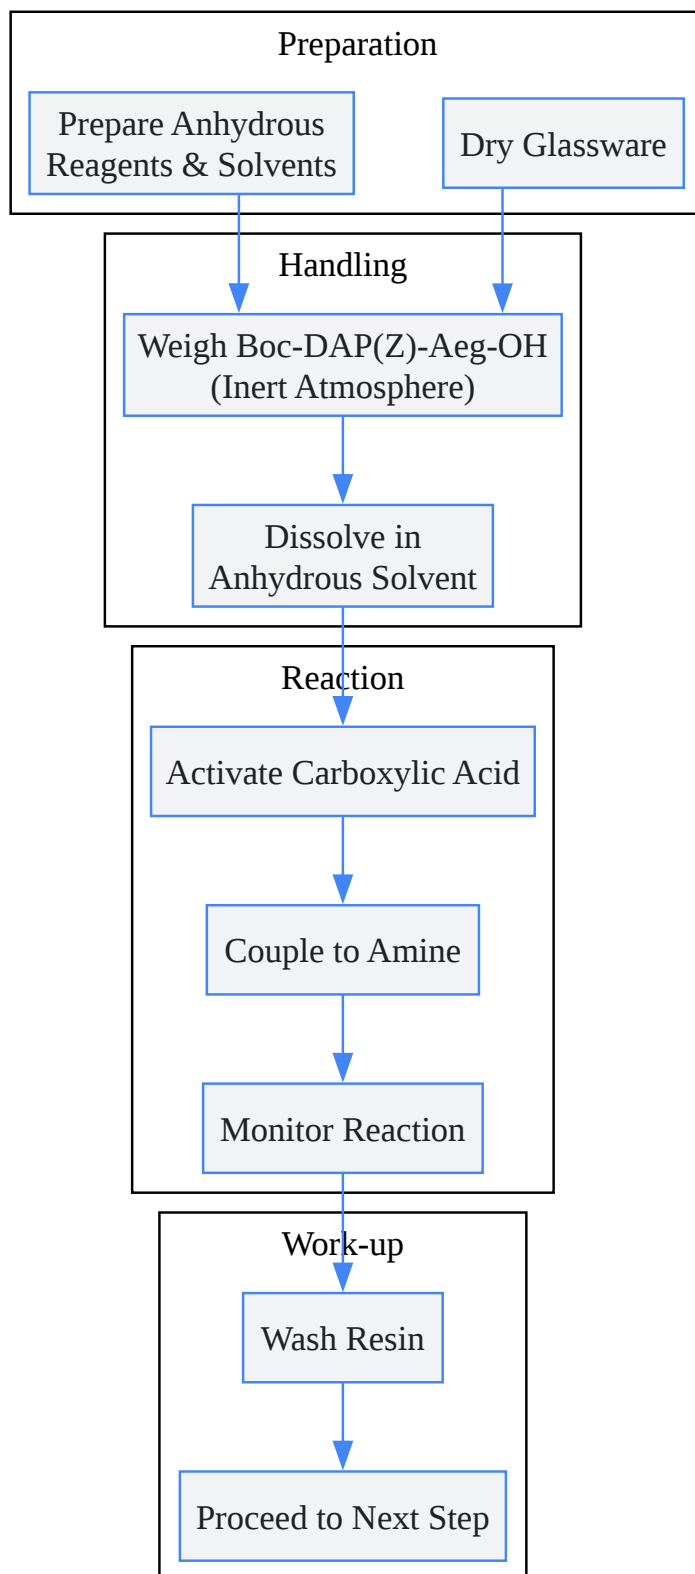 Preparation
Prepare Anhydrous
Reagents & Solvents
Dry Glassware
Handling
Weigh Boc-DAP(Z)-Aeg-OH
(Inert Atmosphere)
Dissolve in
Anhydrous Solvent
Reaction
Activate Carboxylic Acid
Couple to Amine
Monitor Reaction
Work-up
Wash Resin
Proceed to Next Step